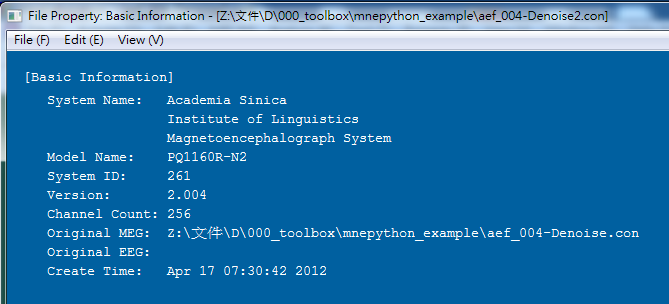 File Property: Basic Information - [Z:\文件\D\000_toolbox\mnepython_example\aef_004-Denoise2.con]
File (F) Edit (E) View (V)
[Basic Information]
System Name: Academia Sinica
Institute of Linguistics
Magnetoencephalograph System
Model Name: PQ1160R-N2
System ID: 261
Version: 2.004
Channel Count: 256
Original MEG: Z:\文件\D\000_toolbox\mnepython_example\aef_004-Denoise.con
Original EEG:
Create Time: Apr 17 07:30:42 2012